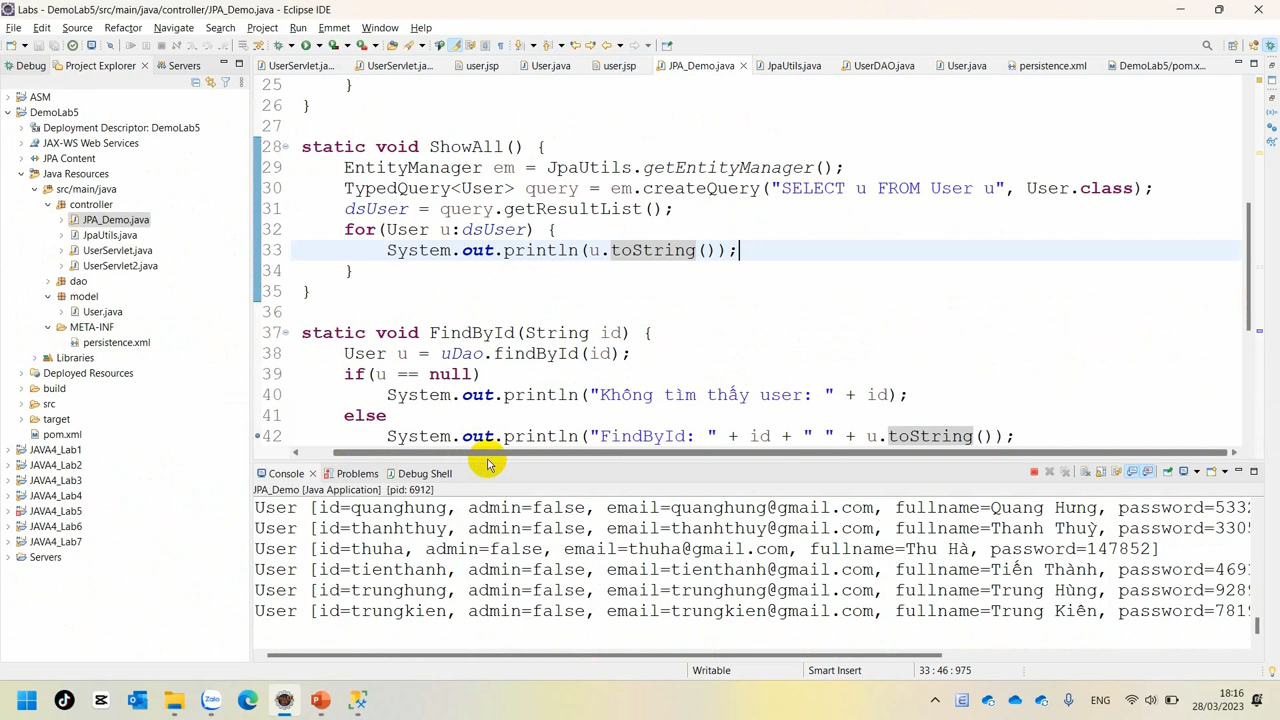 Labs - DemoLab5/src/main/java/controller/JPA_Demo.java - Eclipse IDE
File Edit Source Refactor Navigate Search Project Run Emmet Window Help
Debug Project Explorer Servers
UserServlet.ja... UserServlet.ja... user.jsp User.java user.jsp JPA_Demo.java JpaUtils.java UserDAO.java User.java persistence.xml DemoLab5/pom.x...
ASM
DemoLab5
Deployment Descriptor: DemoLab5
JAX-WS Web Services
JPA Content
Java Resources
src/main/java
controller
JPA_Demo.java
JpaUtils.java
UserServlet.java
UserServlet2.java
dao
model
User.java
META-INF
persistence.xml
Libraries
Deployed Resources
build
src
target
pom.xml
JAVA4_Lab1
JAVA4_Lab2
JAVA4_Lab3
JAVA4_Lab4
JAVA4_Lab5
JAVA4_Lab6
JAVA4_Lab7
Servers
25 }
26 }
27
28 static void ShowAll() {
29 EntityManager em = JpaUtils.getEntityManager();
30 TypedQuery<User> query = em.createQuery("SELECT u FROM User u", User.class);
31 dsUser = query.getResultList();
32 for(User u:dsUser) {
33 System.out.println(u.toString());
34 }
35 }
36
37 static void FindById(String id) {
38 User u = uDao.findById(id);
39 if(u == null)
40 System.out.println("Không tìm thấy user: " + id);
41 else
42 System.out.println("FindById: " + id + " " + u.toString());
Console Problems Debug Shell
JPA_Demo [Java Application] [pid: 6912]
User [id=quanghung, admin=false, email=quanghung@gmail.com, fullname=Quang Hưng, password=5332
User [id=thanhthuy, admin=false, email=thanhthuy@gmail.com, fullname=Thanh Thuỳ, password=3305
User [id=thuha, admin=false, email=thuha@gmail.com, fullname=Thu Hà, password=147852]
User [id=tienthanh, admin=false, email=tienthanh@gmail.com, fullname=Tiến Thành, password=4691
User [id=trunghung, admin=false, email=trunghung@gmail.com, fullname=Trung Hùng, password=9289
User [id=trungkien, admin=false, email=trungkien@gmail.com, fullname=Trung Kiên, password=7819
Writable Smart Insert 33 : 46 : 975
Zalo ENG 18:16
28/03/2023